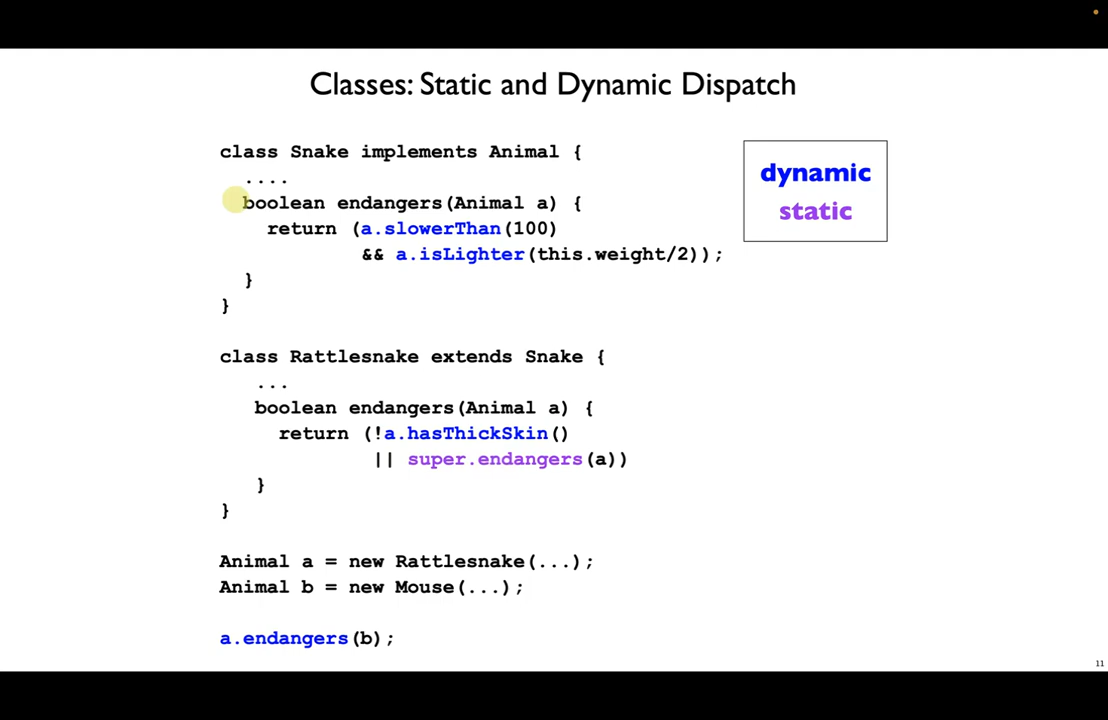 Classes: Static and Dynamic Dispatch
class Snake implements Animal {
....
boolean endangers(Animal a) {
return (a.slowerThan(100)
&& a.isLighter(this.weight/2));
}
}
class Rattlesnake extends Snake {
...
boolean endangers(Animal a) {
return (!a.hasThickSkin()
|| super.endangers(a))
}
}
Animal a = new Rattlesnake(...);
Animal b = new Mouse(...);
a.endangers(b);
dynamic
static
11